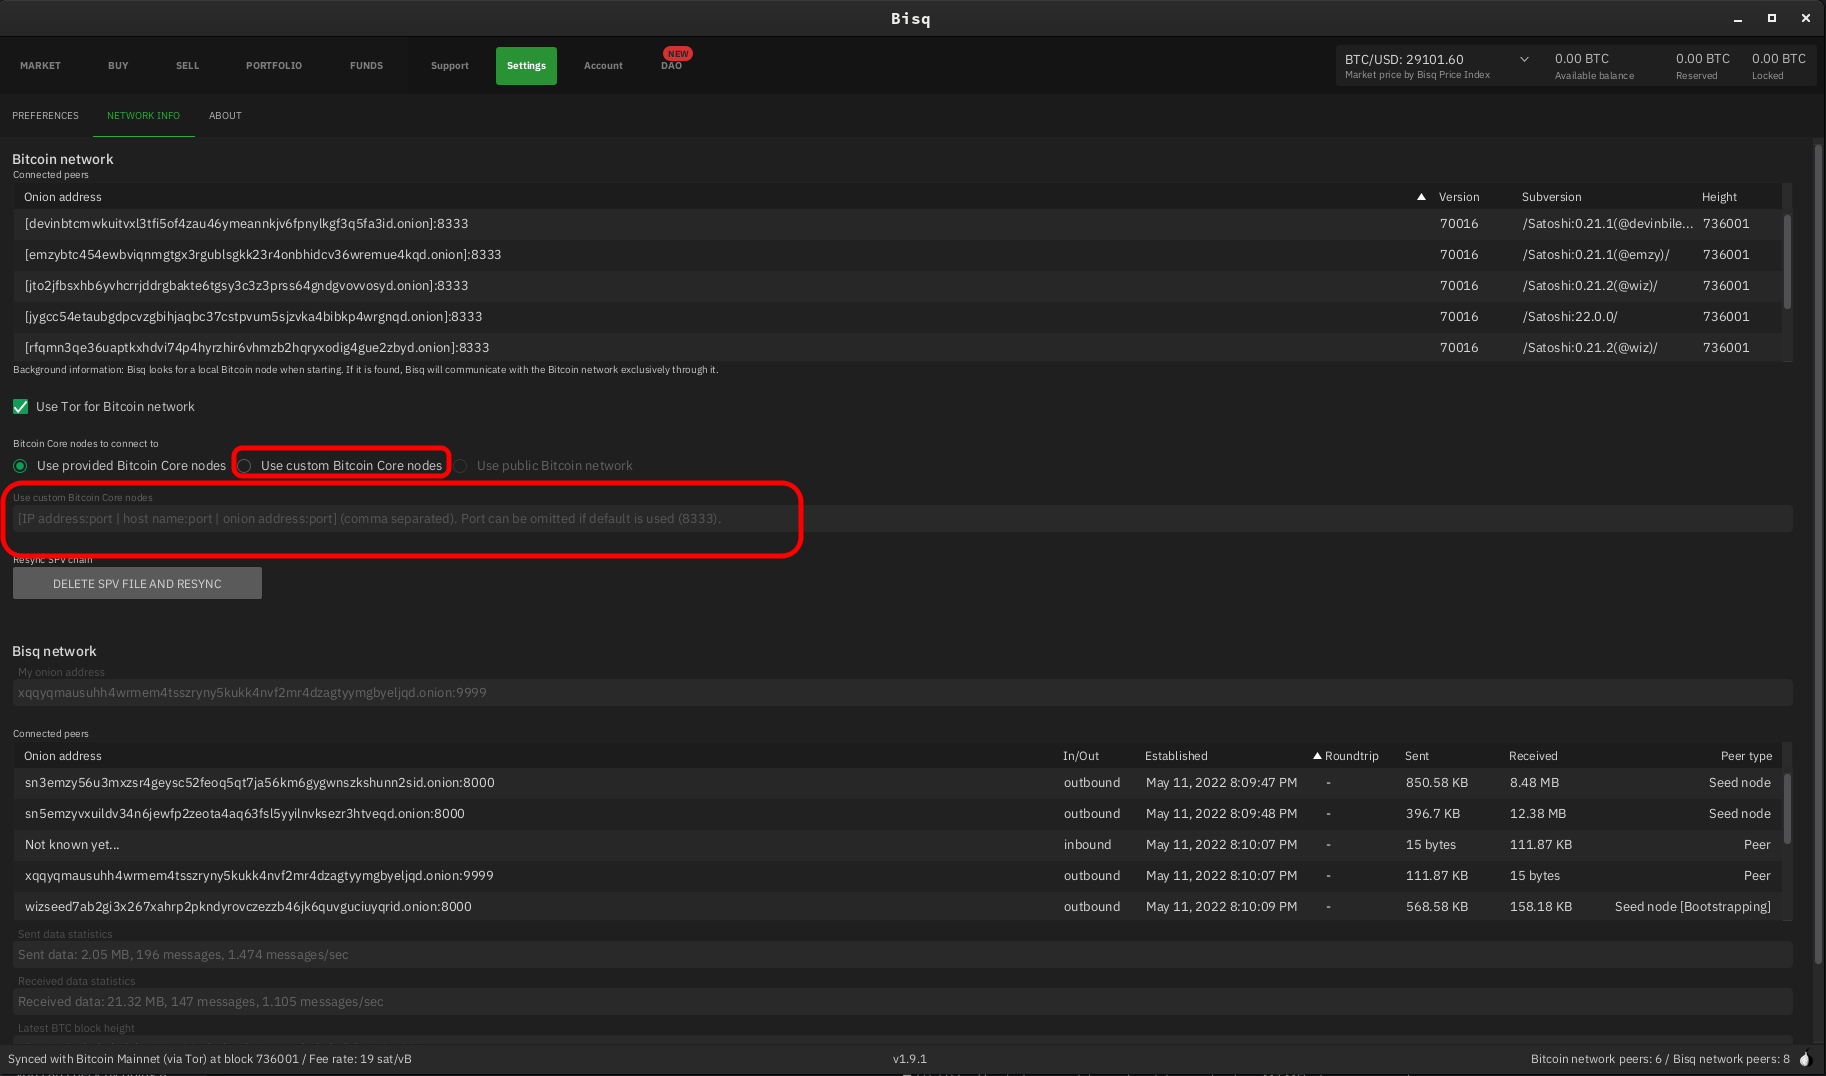 Bisq
MARKET BUY SELL PORTFOLIO FUNDS Support Settings Account DAO NEW
BTC/USD: 29101.60 0.00 BTC 0.00 BTC 0.00 BTC
Market price by Bisq Price Index Available balance Reserved Locked
PREFERENCES NETWORK INFO ABOUT
Bitcoin network
Connected peers
Onion address Version Subversion Height
[devinbtcmwkuitvxl3tfi5of4zau46ymeannkjv6fpnylkgf3q5fa3id.onion]:8333 70016 /Satoshi:0.21.1(@devinbile... 736001
[emzybtc454ewbviqnmgtgx3rgublsgkk23r4onbhidcv36wremue4kqd.onion]:8333 70016 /Satoshi:0.21.1(@emzy)/ 736001
[jto2jfbsxhb6yvhcrrjddrgbakte6tgsy3c3z3prss64gndgvovvosyd.onion]:8333 70016 /Satoshi:0.21.2(@wiz)/ 736001
[jygcc54etaubgdpcvzgbihjaqbc37cstpvum5sjzvka4bibkp4wrgnqd.onion]:8333 70016 /Satoshi:22.0.0/ 736001
[rfqmn3qe36uaptkxhdvi74p4hyrzhir6vhmzb2hqryxodig4gue2zbyd.onion]:8333 70016 /Satoshi:0.21.2(@wiz)/ 736001
Background information: Bisq looks for a local Bitcoin node when starting. If it is found, Bisq will communicate with the Bitcoin network exclusively through it.
Use Tor for Bitcoin network
Bitcoin Core nodes to connect to
Use provided Bitcoin Core nodes Use custom Bitcoin Core nodes Use public Bitcoin network
Use custom Bitcoin Core nodes
[IP address:port | host name:port | onion address:port] (comma separated). Port can be omitted if default is used (8333).
Resync SPV chain
DELETE SPV FILE AND RESYNC
Bisq network
My onion address
xqqyqmausuhh4wrmem4tsszryny5kukk4nvf2mr4dzagtyymgbyeljqd.onion:9999
Connected peers
Onion address In/Out Established Roundtrip Sent Received Peer type
sn3emzy56u3mxzsr4geysc52feoq5qt7ja56km6gygwnszkshunn2sid.onion:8000 outbound May 11, 2022 8:09:47 PM - 850.58 KB 8.48 MB Seed node
sn5emzyvxuildv34n6jewfp2zeota4aq63fsl5yyilnvksezr3htveqd.onion:8000 outbound May 11, 2022 8:09:48 PM - 396.7 KB 12.38 MB Seed node
Not known yet... inbound May 11, 2022 8:10:07 PM - 15 bytes 111.87 KB Peer
xqqyqmausuhh4wrmem4tsszryny5kukk4nvf2mr4dzagtyymgbyeljqd.onion:9999 outbound May 11, 2022 8:10:07 PM - 111.87 KB 15 bytes Peer
wizseed7ab2gi3x267xahrp2pkndyrovczezzb46jk6quvguciuyqrid.onion:8000 outbound May 11, 2022 8:10:09 PM - 568.58 KB 158.18 KB Seed node [Bootstrapping]
Sent data statistics
Sent data: 2.05 MB, 196 messages, 1.474 messages/sec
Received data statistics
Received data: 21.32 MB, 147 messages, 1.105 messages/sec
Latest BTC block height
Synced with Bitcoin Mainnet (via Tor) at block 736001 / Fee rate: 19 sat/vB v1.9.1 Bitcoin network peers: 6 / Bisq network peers: 8